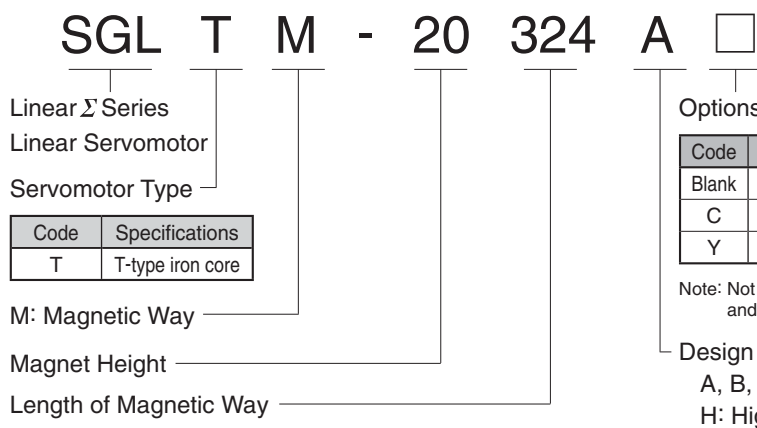 SGL T M - 20 324 A □
Linear Σ Series
Linear Servomotor
Servomotor Type
Code Specifications
T T-type iron core
M: Magnetic Way
Magnet Height
Length of Magnetic Way
Options
Code
Blank
C
Y
Note: Not
and
Design
A, B,
H: Hig